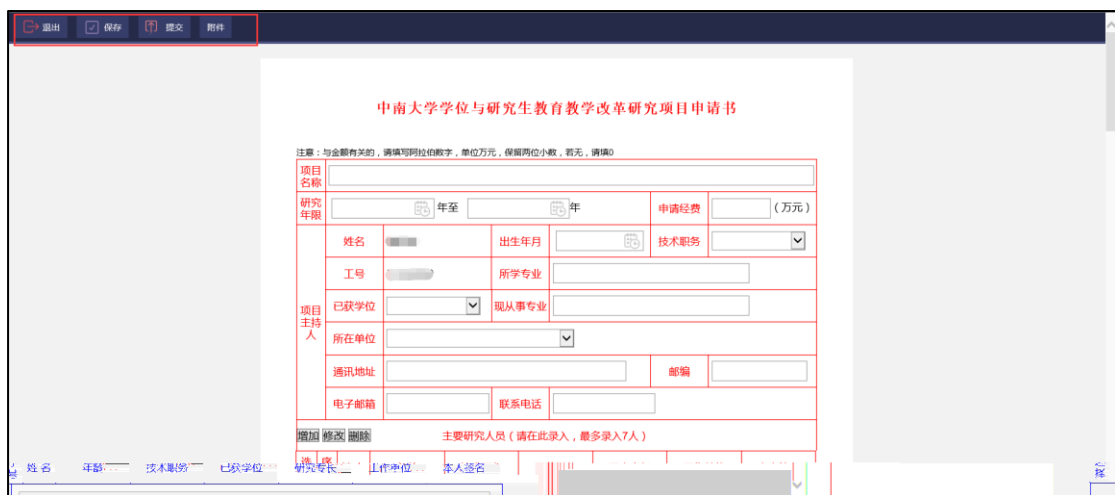 退出 保存 提交 附件
中南大学学位与研究生教育教学改革研究项目申请书
注意：与金额有关的，请填写阿拉伯数字，单位万元，保留两位小数，若无，请填0
项目名称
研究年限 年至 年 申请经费 (万元)
项目主持人
姓名 出生年月 技术职务
工号 所学专业
已获学位 现从事专业
所在单位
通讯地址 邮编
电子邮箱 联系电话
增加 修改 删除 主要研究人员（请在此录入，最多录入7人）
选 序
号 姓名 年龄 技术职务 已获学位 研究专长 工作单位 本人签名
选择